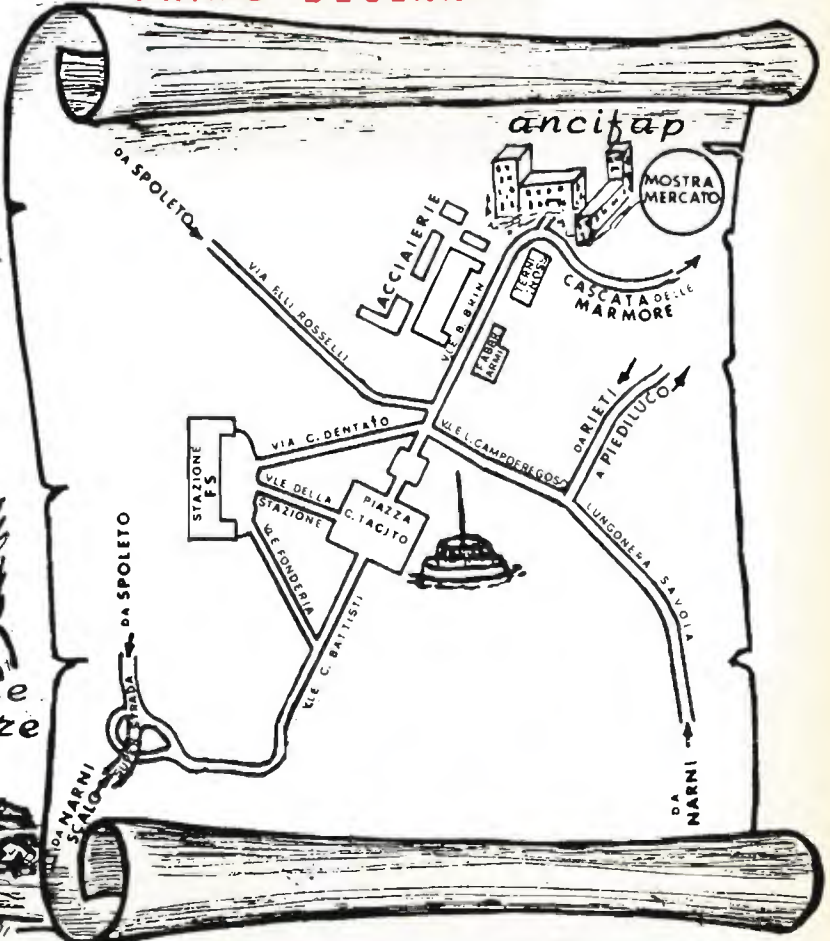 ancifap
MOSTRA
MERCATO
DA SPOLETO
ACCIAIERIE
VIA F.LLI ROSSELLI
V.LE B. BRIN
TERNI
CASCATA DELLE
MARMORE
FABBR.
ARMI
DA RIETI
A PIEDILUCO
VIA C. DENTATO
V.LE L. CAMPOFREGOSO
STAZIONE
FS
V.LE DELLA
STAZIONE
PIAZZA
C. TACITO
V.LE FONDERIA
LUNGONERA SAVOIA
DA SPOLETO
V.LE C. BATTISTI
DA NARNI
SCALO
DA
NARNI